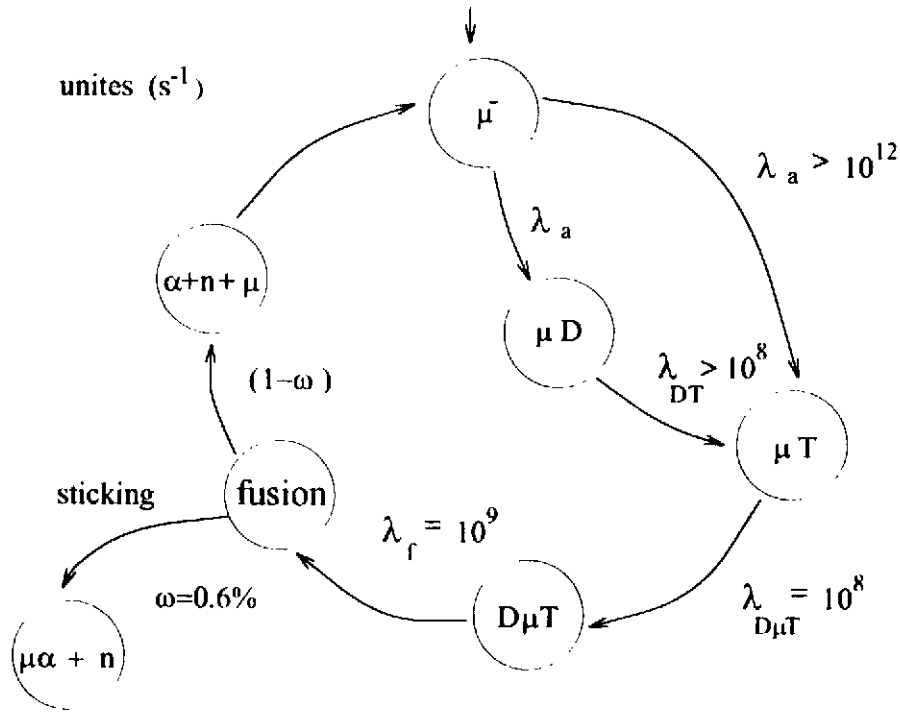 unites (s⁻¹)
μ⁻
λ a > 10¹²
λ a
α+n+μ
μ D
λ DT > 10⁸
(1−ω)
μ T
sticking
fusion
λ f = 10⁹
ω=0.6%
DμT
λ DμT = 10⁸
μα + n